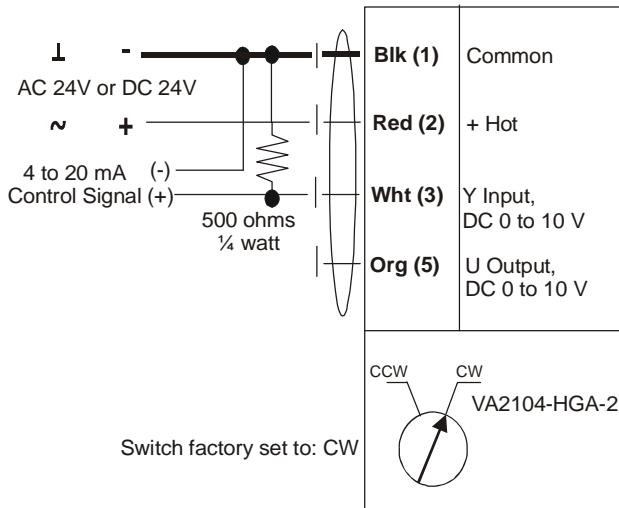 ⊥ -
Blk (1) Common
AC 24V or DC 24V
~ +
Red (2) + Hot
4 to 20 mA (-)
Control Signal (+)
Wht (3) Y Input,
DC 0 to 10 V
500 ohms
¼ watt
Org (5) U Output,
DC 0 to 10 V
CCW CW
VA2104-HGA-2
Switch factory set to: CW